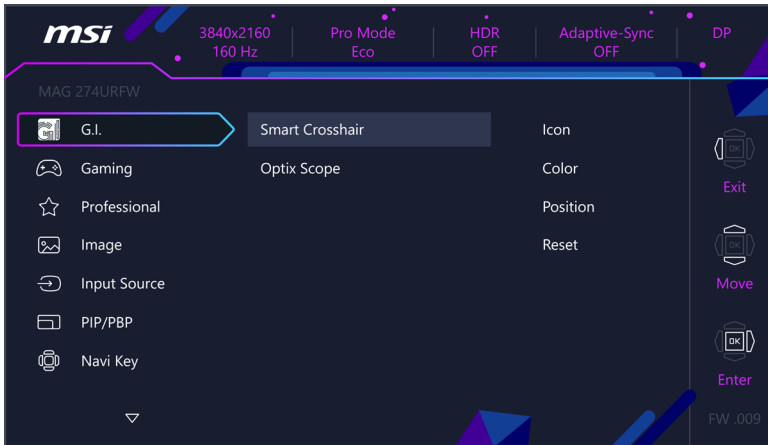 msi
3840x2160
160 Hz
Pro Mode
Eco
HDR
OFF
Adaptive-Sync
OFF
DP
MAG 274URFW
G.I.
Smart Crosshair
Icon
Gaming
Optix Scope
Color
Professional
Position
Image
Reset
Input Source
PIP/PBP
Navi Key
OK
Exit
OK
Move
OK
Enter
FW .009